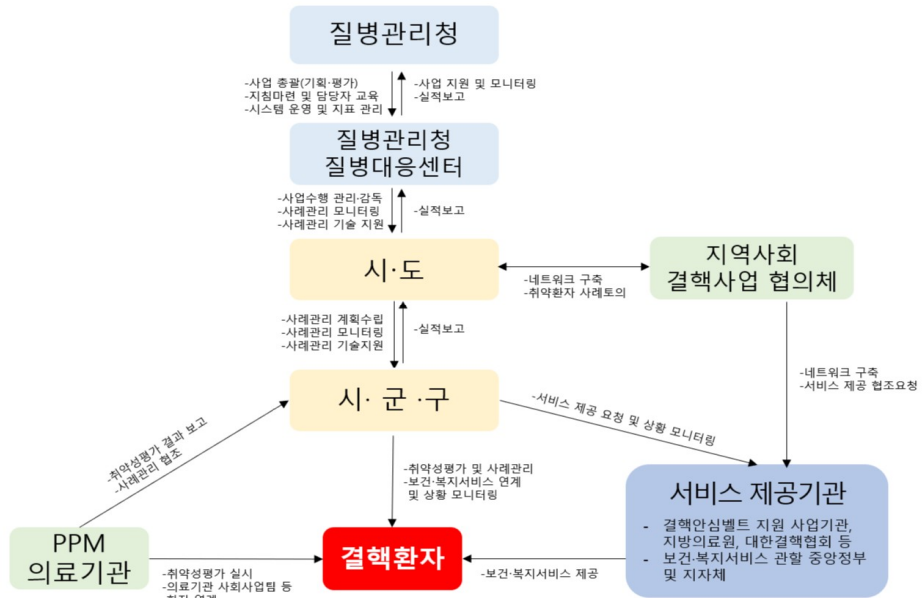 질병관리청
-사업 총괄(기획·평가)
-지침마련 및 담당자 교육
-시스템 운영 및 지표 관리
-사업 지원 및 모니터링
-실적보고
질병관리청
질병대응센터
-사업수행 관리·감독
-사례관리 모니터링
-사례관리 기술 지원
-실적보고
시·도
-네트워크 구축
-취약환자 사례토의
지역사회
결핵사업 협의체
-사례관리 계획수립
-사례관리 모니터링
-사례관리 기술지원
-실적보고
-네트워크 구축
-서비스 제공 협조요청
시· 군 ·구
-서비스 제공 요청 및 상황 모니터링
-취약성평가 결과 보고
-사례관리 협조
-취약성평가 및 사례관리
-보건·복지서비스 연계
및 상황 모니터링
서비스 제공기관
- 결핵안심벨트 지원 사업기관,
지방의료원, 대한결핵협회 등
- 보건·복지서비스 관할 중앙정부
및 지자체
PPM
의료기관
-취약성평가 실시
-의료기관 사회사업팀 등
결핵환자
-보건·복지서비스 제공